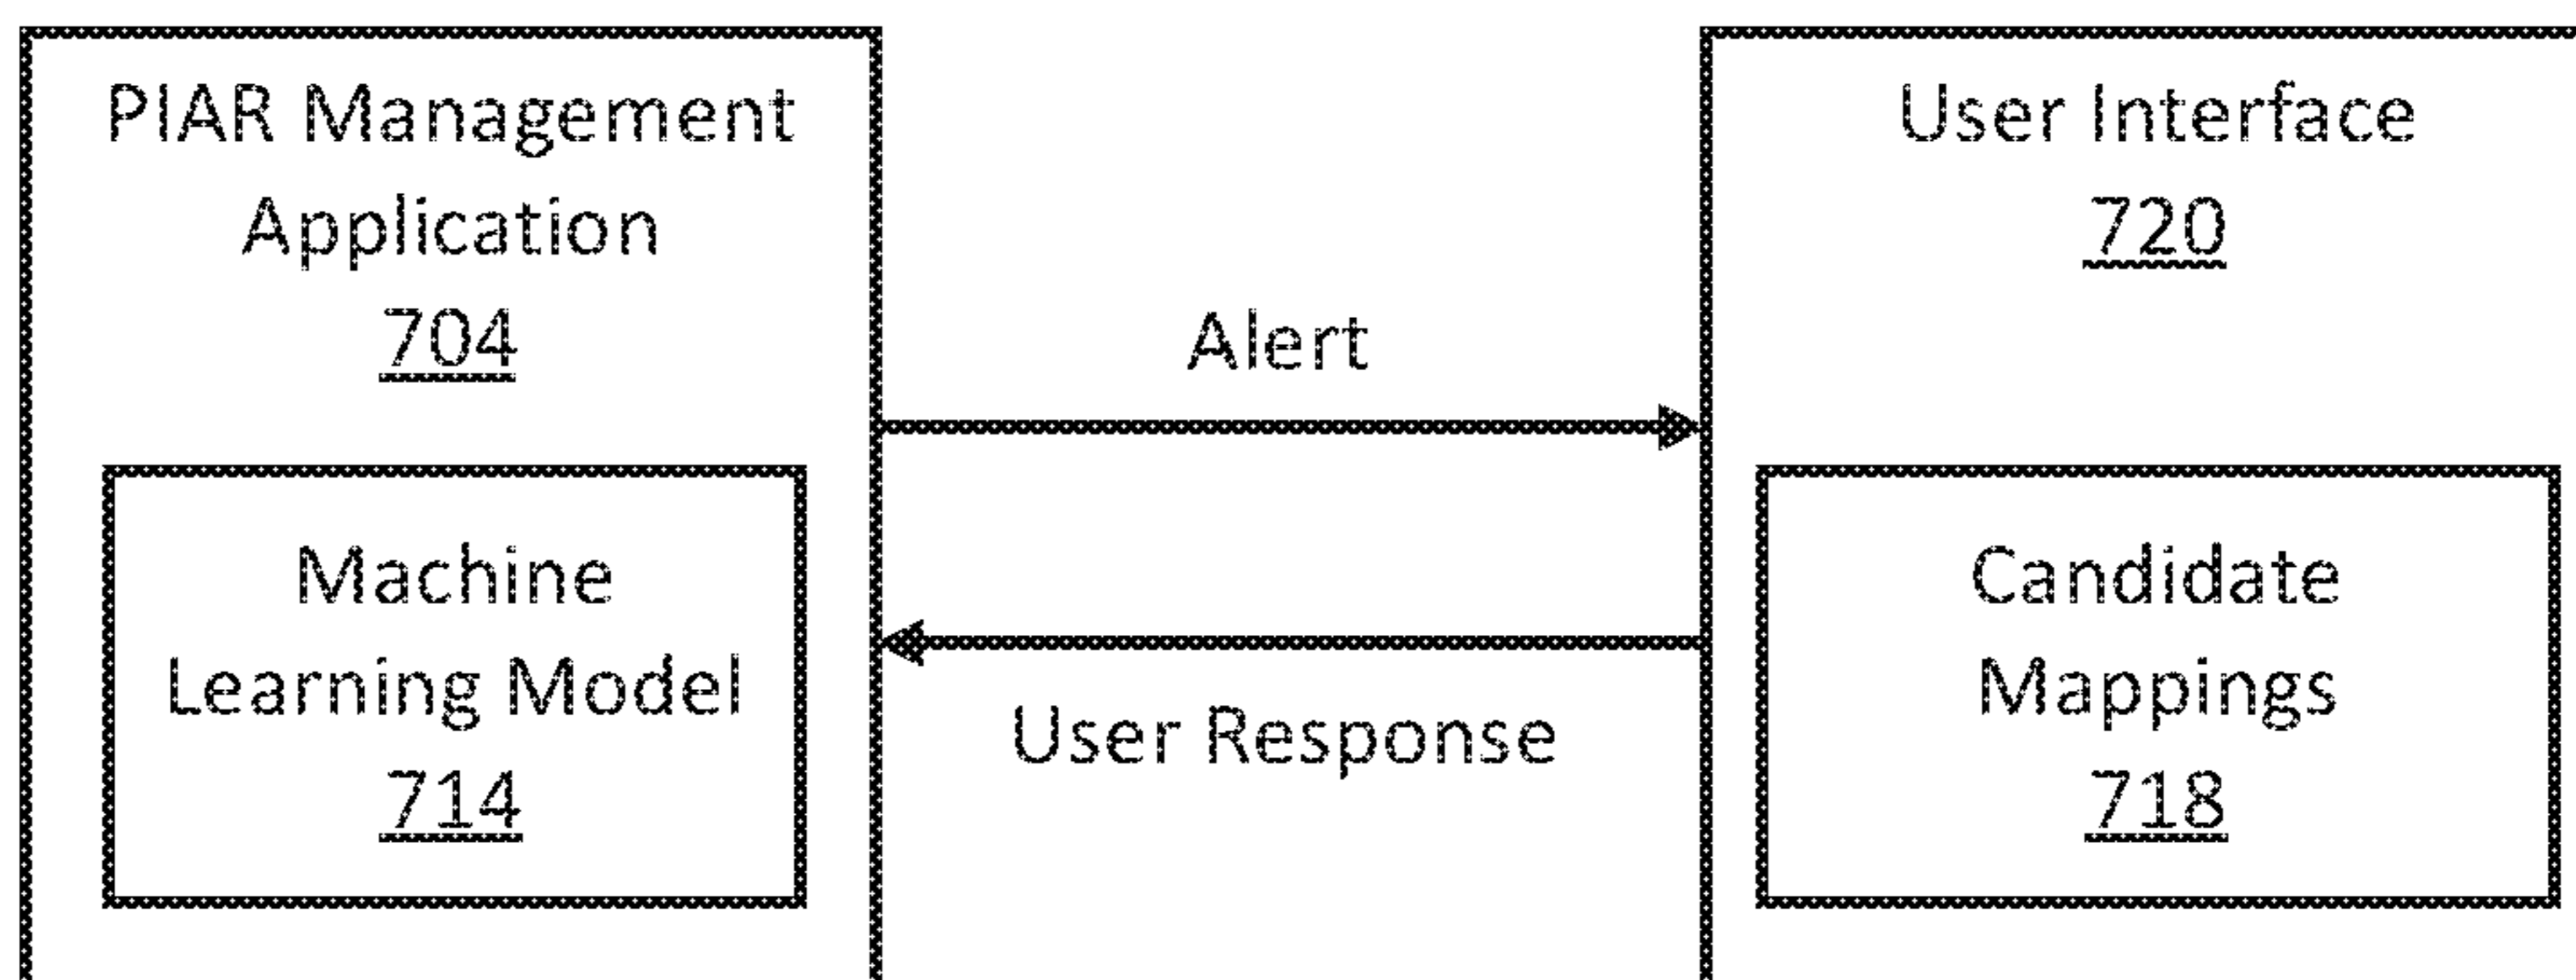 PIAR Management
Application
704
Machine
Learning Model
714
Alert
User Response
User Interface
720
Candidate
Mappings
718